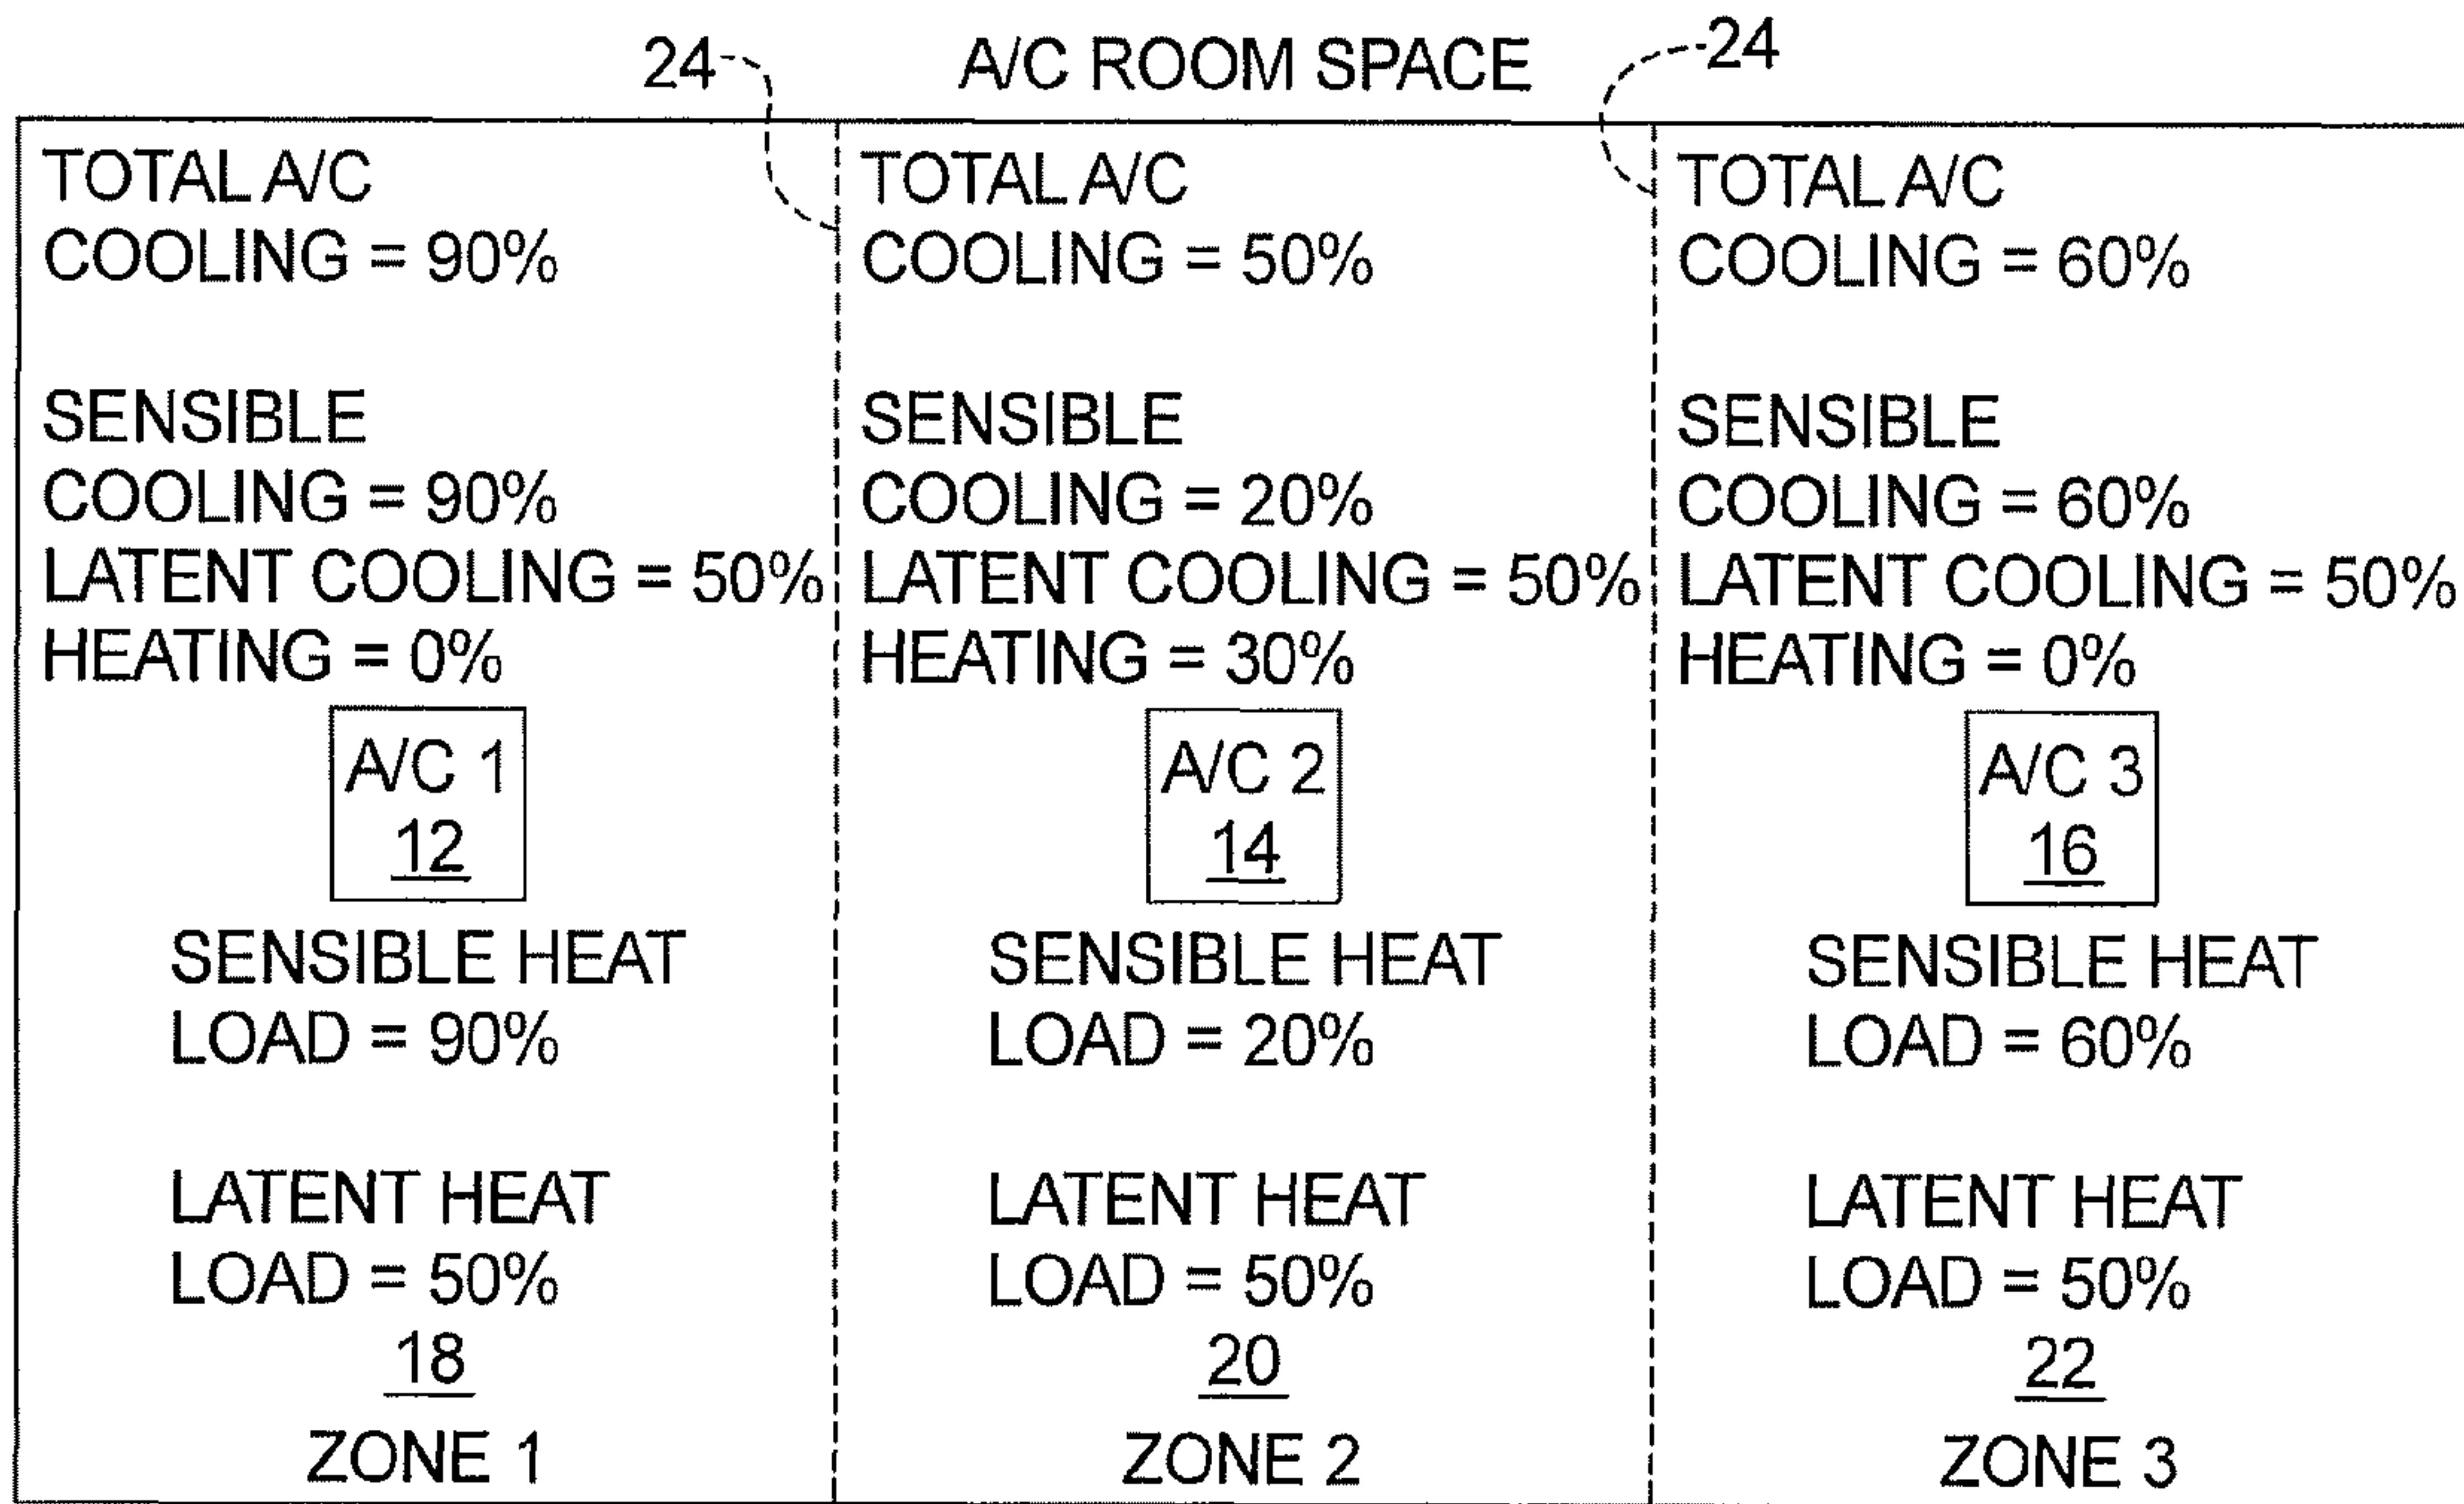 24
A/C ROOM SPACE
24
TOTAL A/C
COOLING = 90%
SENSIBLE
COOLING = 90%
LATENT COOLING = 50%
HEATING = 0%
A/C 1
12
SENSIBLE HEAT
LOAD = 90%
LATENT HEAT
LOAD = 50%
18
ZONE 1
TOTAL A/C
COOLING = 50%
SENSIBLE
COOLING = 20%
LATENT COOLING = 50%
HEATING = 30%
A/C 2
14
SENSIBLE HEAT
LOAD = 20%
LATENT HEAT
LOAD = 50%
20
ZONE 2
TOTAL A/C
COOLING = 60%
SENSIBLE
COOLING = 60%
LATENT COOLING = 50%
HEATING = 0%
A/C 3
16
SENSIBLE HEAT
LOAD = 60%
LATENT HEAT
LOAD = 50%
22
ZONE 3